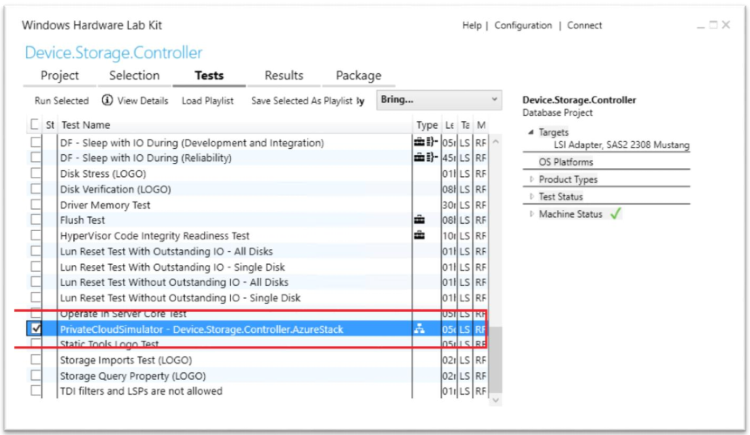 Windows Hardware Lab Kit
Help | Configuration | Connect
Device.Storage.Controller
Project Selection Tests Results Package
Run Selected View Details Load Playlist Save Selected As Playlist ly Bring...
St Test Name Type Le Ta M
DF - Sleep with IO During (Development and Integration) 05 LS RF
DF - Sleep with IO During (Reliability) 45 LS RF
Disk Stress (LOGO) 01 LS RF
Disk Verification (LOGO) 08 LS RF
Driver Memory Test 30 LS RF
Flush Test 08 LS RF
HyperVisor Code Integrity Readiness Test 10 LS RF
Lun Reset Test With Outstanding IO - All Disks 01 LS RF
Lun Reset Test With Outstanding IO - Single Disk 01 LS RF
Lun Reset Test Without Outstanding IO - All Disks 01 LS RF
Lun Reset Test Without Outstanding IO - Single Disk 01 LS RF
Operate in Server Core Test 05 LS RF
PrivateCloudSimulator - Device.Storage.Controller.AzureStack 05 LS RF
Static Tools Logo Test 05 LS RF
Storage Imports Test (LOGO) 02 LS RF
Storage Query Property (LOGO) 02 LS RF
TDI filters and LSPs are not allowed 01 LS RF
Device.Storage.Controller
Database Project
Targets
LSI Adapter, SAS2 2308 Mustang
OS Platforms
Product Types
Test Status
Machine Status